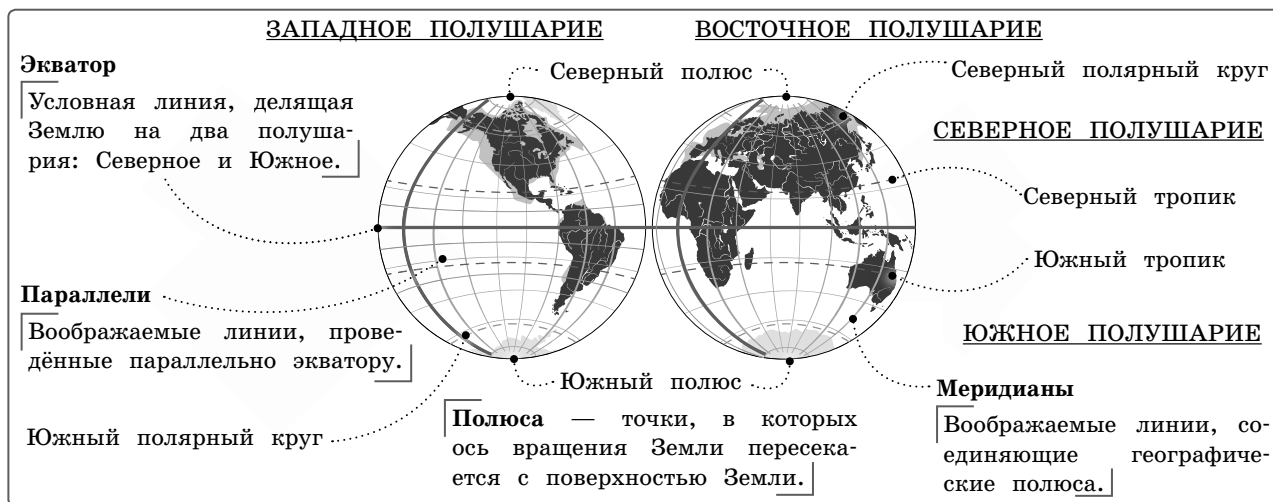 ЗАПАДНОЕ ПОЛУШАРИЕ
ВОСТОЧНОЕ ПОЛУШАРИЕ
Экватор
Условная линия, делящая
Землю на два полуша-
рия: Северное и Южное.
Северный полюс
Северный полярный круг
СЕВЕРНОЕ ПОЛУШАРИЕ
Северный тропик
Южный тропик
Параллели
Воображаемые линии, прове-
дённые параллельно экватору.
Южный полярный круг
Южный полюс
Полюса — точки, в которых
ось вращения Земли пересека-
ется с поверхностью Земли.
ЮЖНОЕ ПОЛУШАРИЕ
Меридианы
Воображаемые линии, со-
единяющие географиче-
ские полюса.